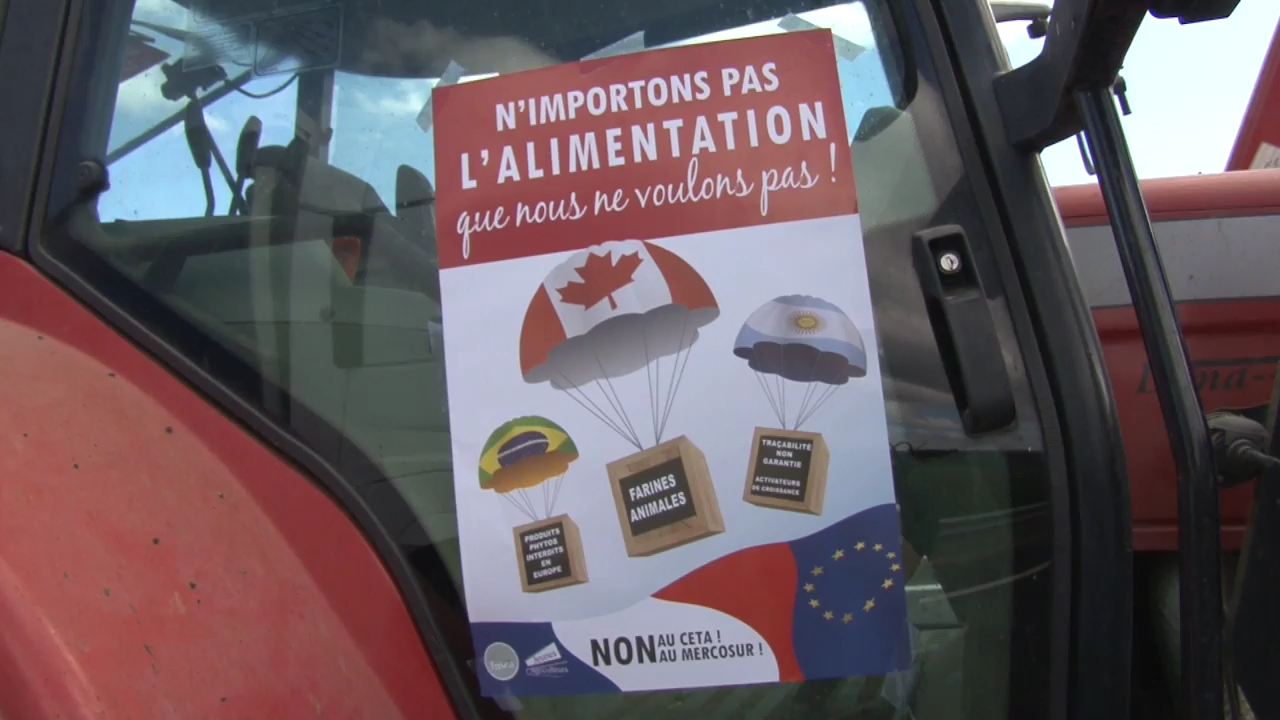 N'IMPORTONS PAS
L'ALIMENTATION
que nous ne voulons pas !
TRAÇABILITÉ
NON
GARANTIE
ACTIVATEURS
DE CROISSANCE
FARINES
ANIMALES
PRODUITS
PHYTOS
INTERDITS
EN
EUROPE
NON AU CETA !
AU MERCOSUR !
fnsea